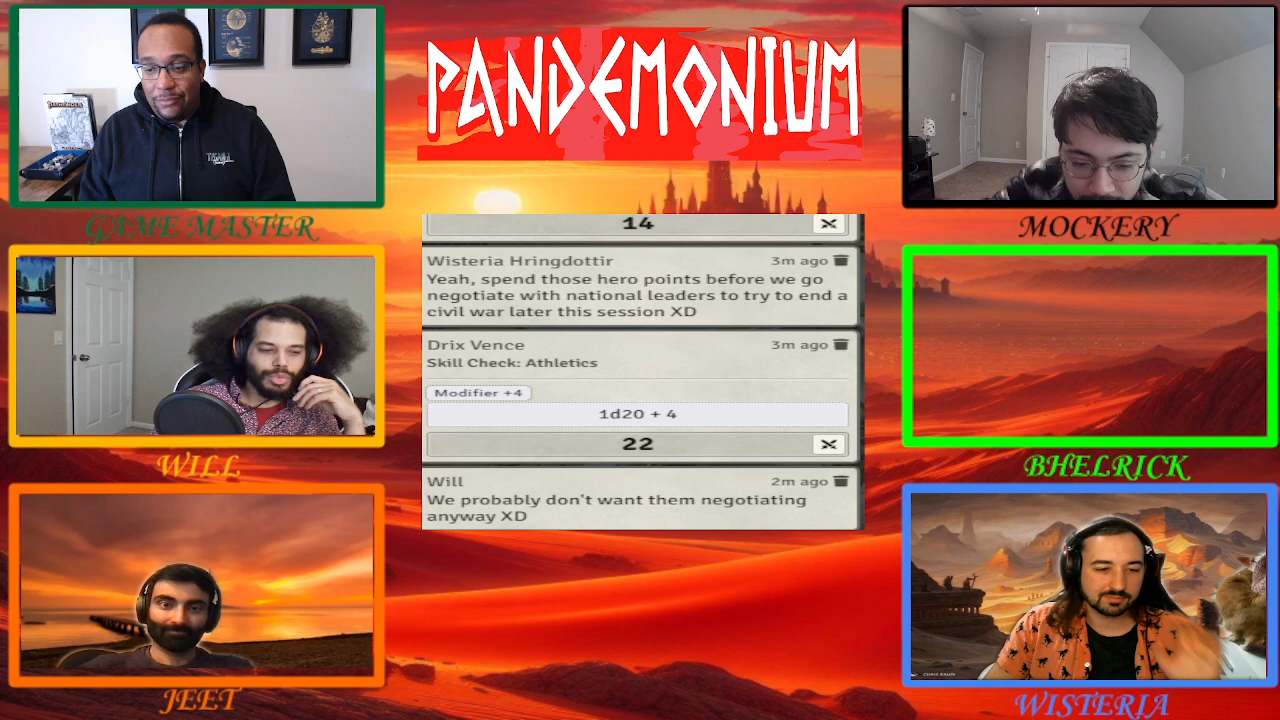 PANDEMONIUM
PATHFINDER
GAME MASTER
MOCKERY
14
Wisteria Hringdottir 3m ago
Yeah, spend those hero points before we go
negotiate with national leaders to try to end a
civil war later this session XD
Drix Vence 3m ago
Skill Check: Athletics
Modifier +4
1d20 + 4
22
Will 2m ago
We probably don't want them negotiating
anyway XD
WILL
BHELRICK
JEET
WISTERIA